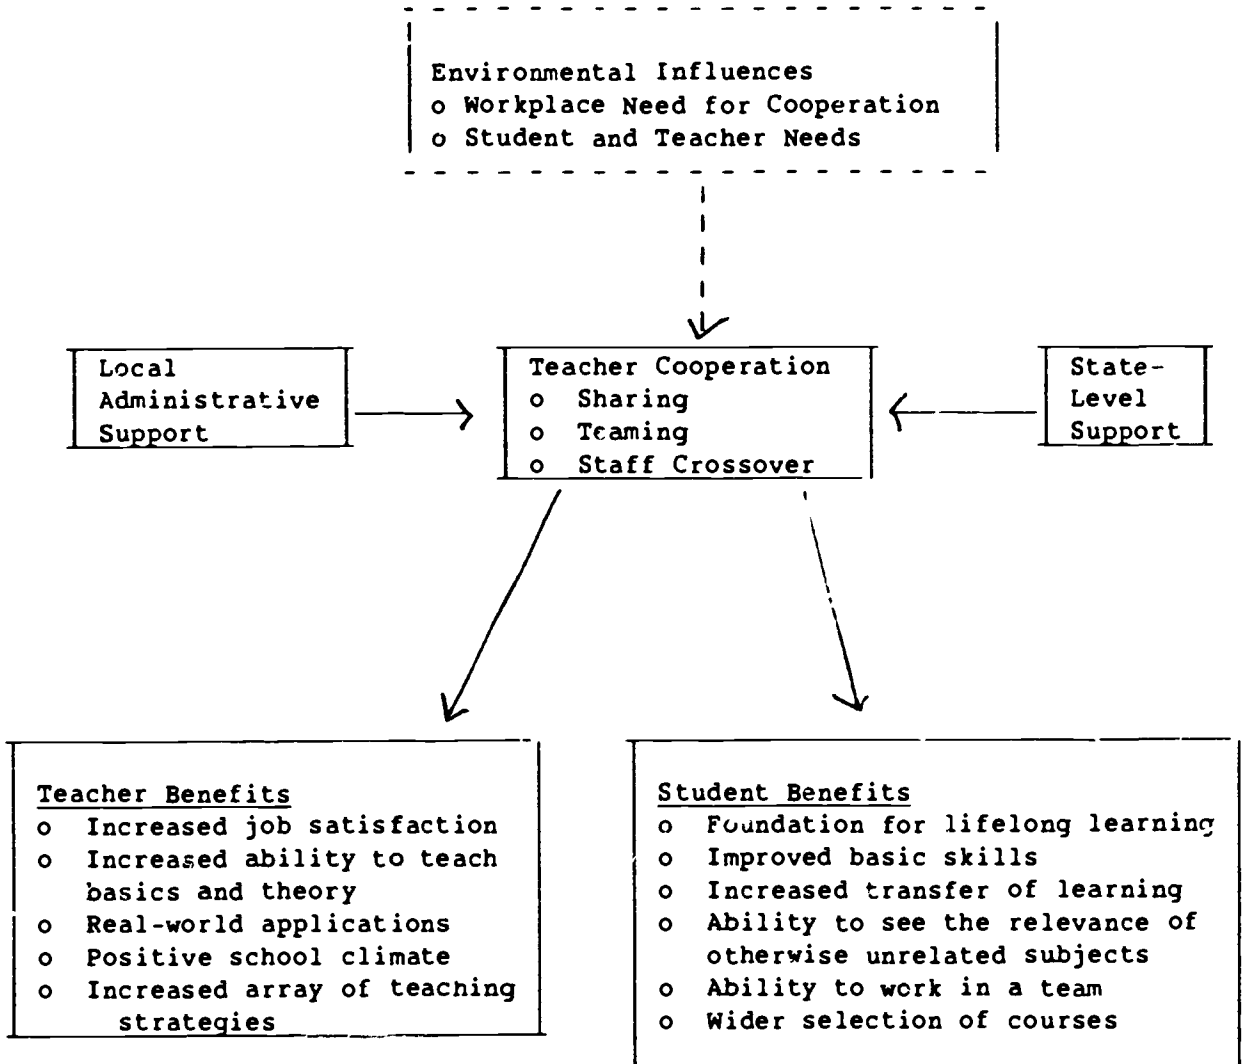 Environmental Influences
o Workplace Need for Cooperation
o Student and Teacher Needs
Local
Administrative
Support
Teacher Cooperation
o Sharing
o Teaming
o Staff Crossover
State-
Level
Support
Teacher Benefits
o Increased job satisfaction
o Increased ability to teach
basics and theory
o Real-world applications
o Positive school climate
o Increased array of teaching
strategies
Student Benefits
o Foundation for lifelong learning
o Improved basic skills
o Increased transfer of learning
o Ability to see the relevance of
otherwise unrelated subjects
o Ability to work in a team
o Wider selection of courses